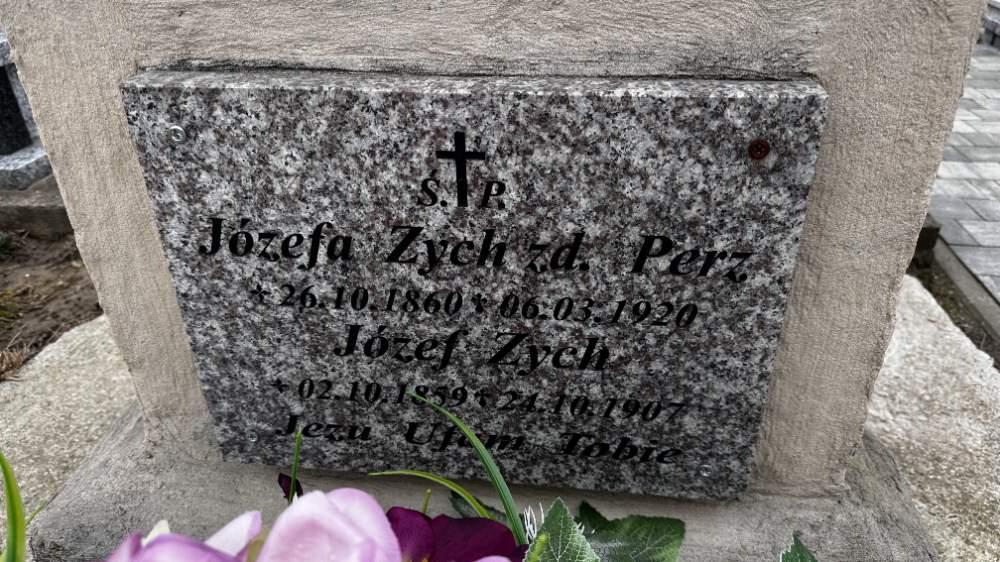 Ś. P.
Józefa Zych zd. Perz
* 26.10.1860 † 06.03.1920
Józef Zych
* 02.10.1859 † 24.10.1907
Jezu Ufam Tobie